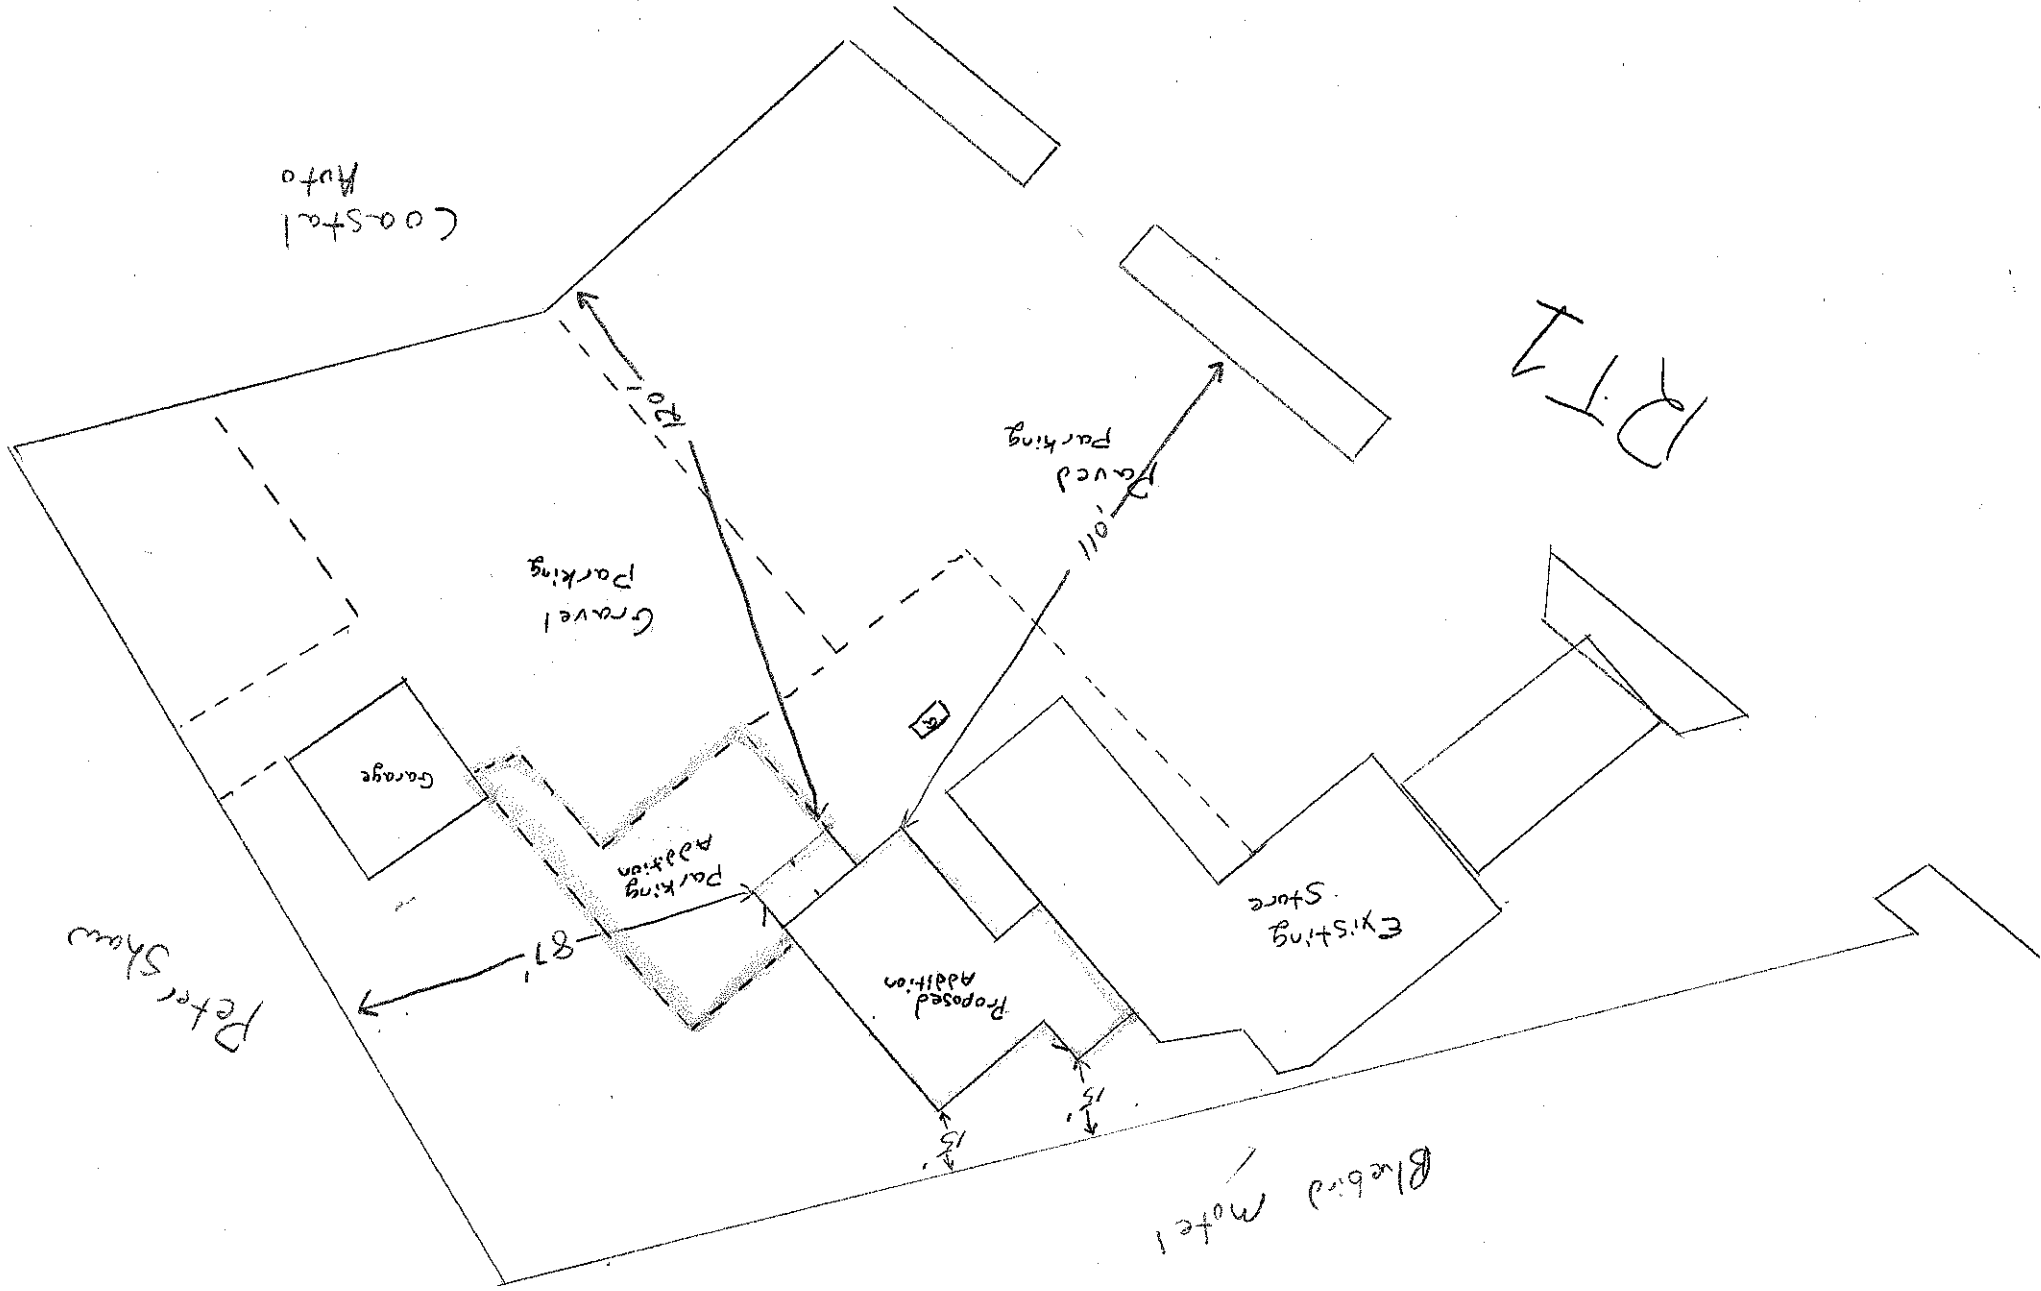 Bluebird Motel
15'
15'
Peter
Shaw
Proposed
Addition
Existing
Store
81'
Parking
Addition
Garage
Gravel
Parking
110'
Paved
Parking
120'
RT 1
Coastal
Auto